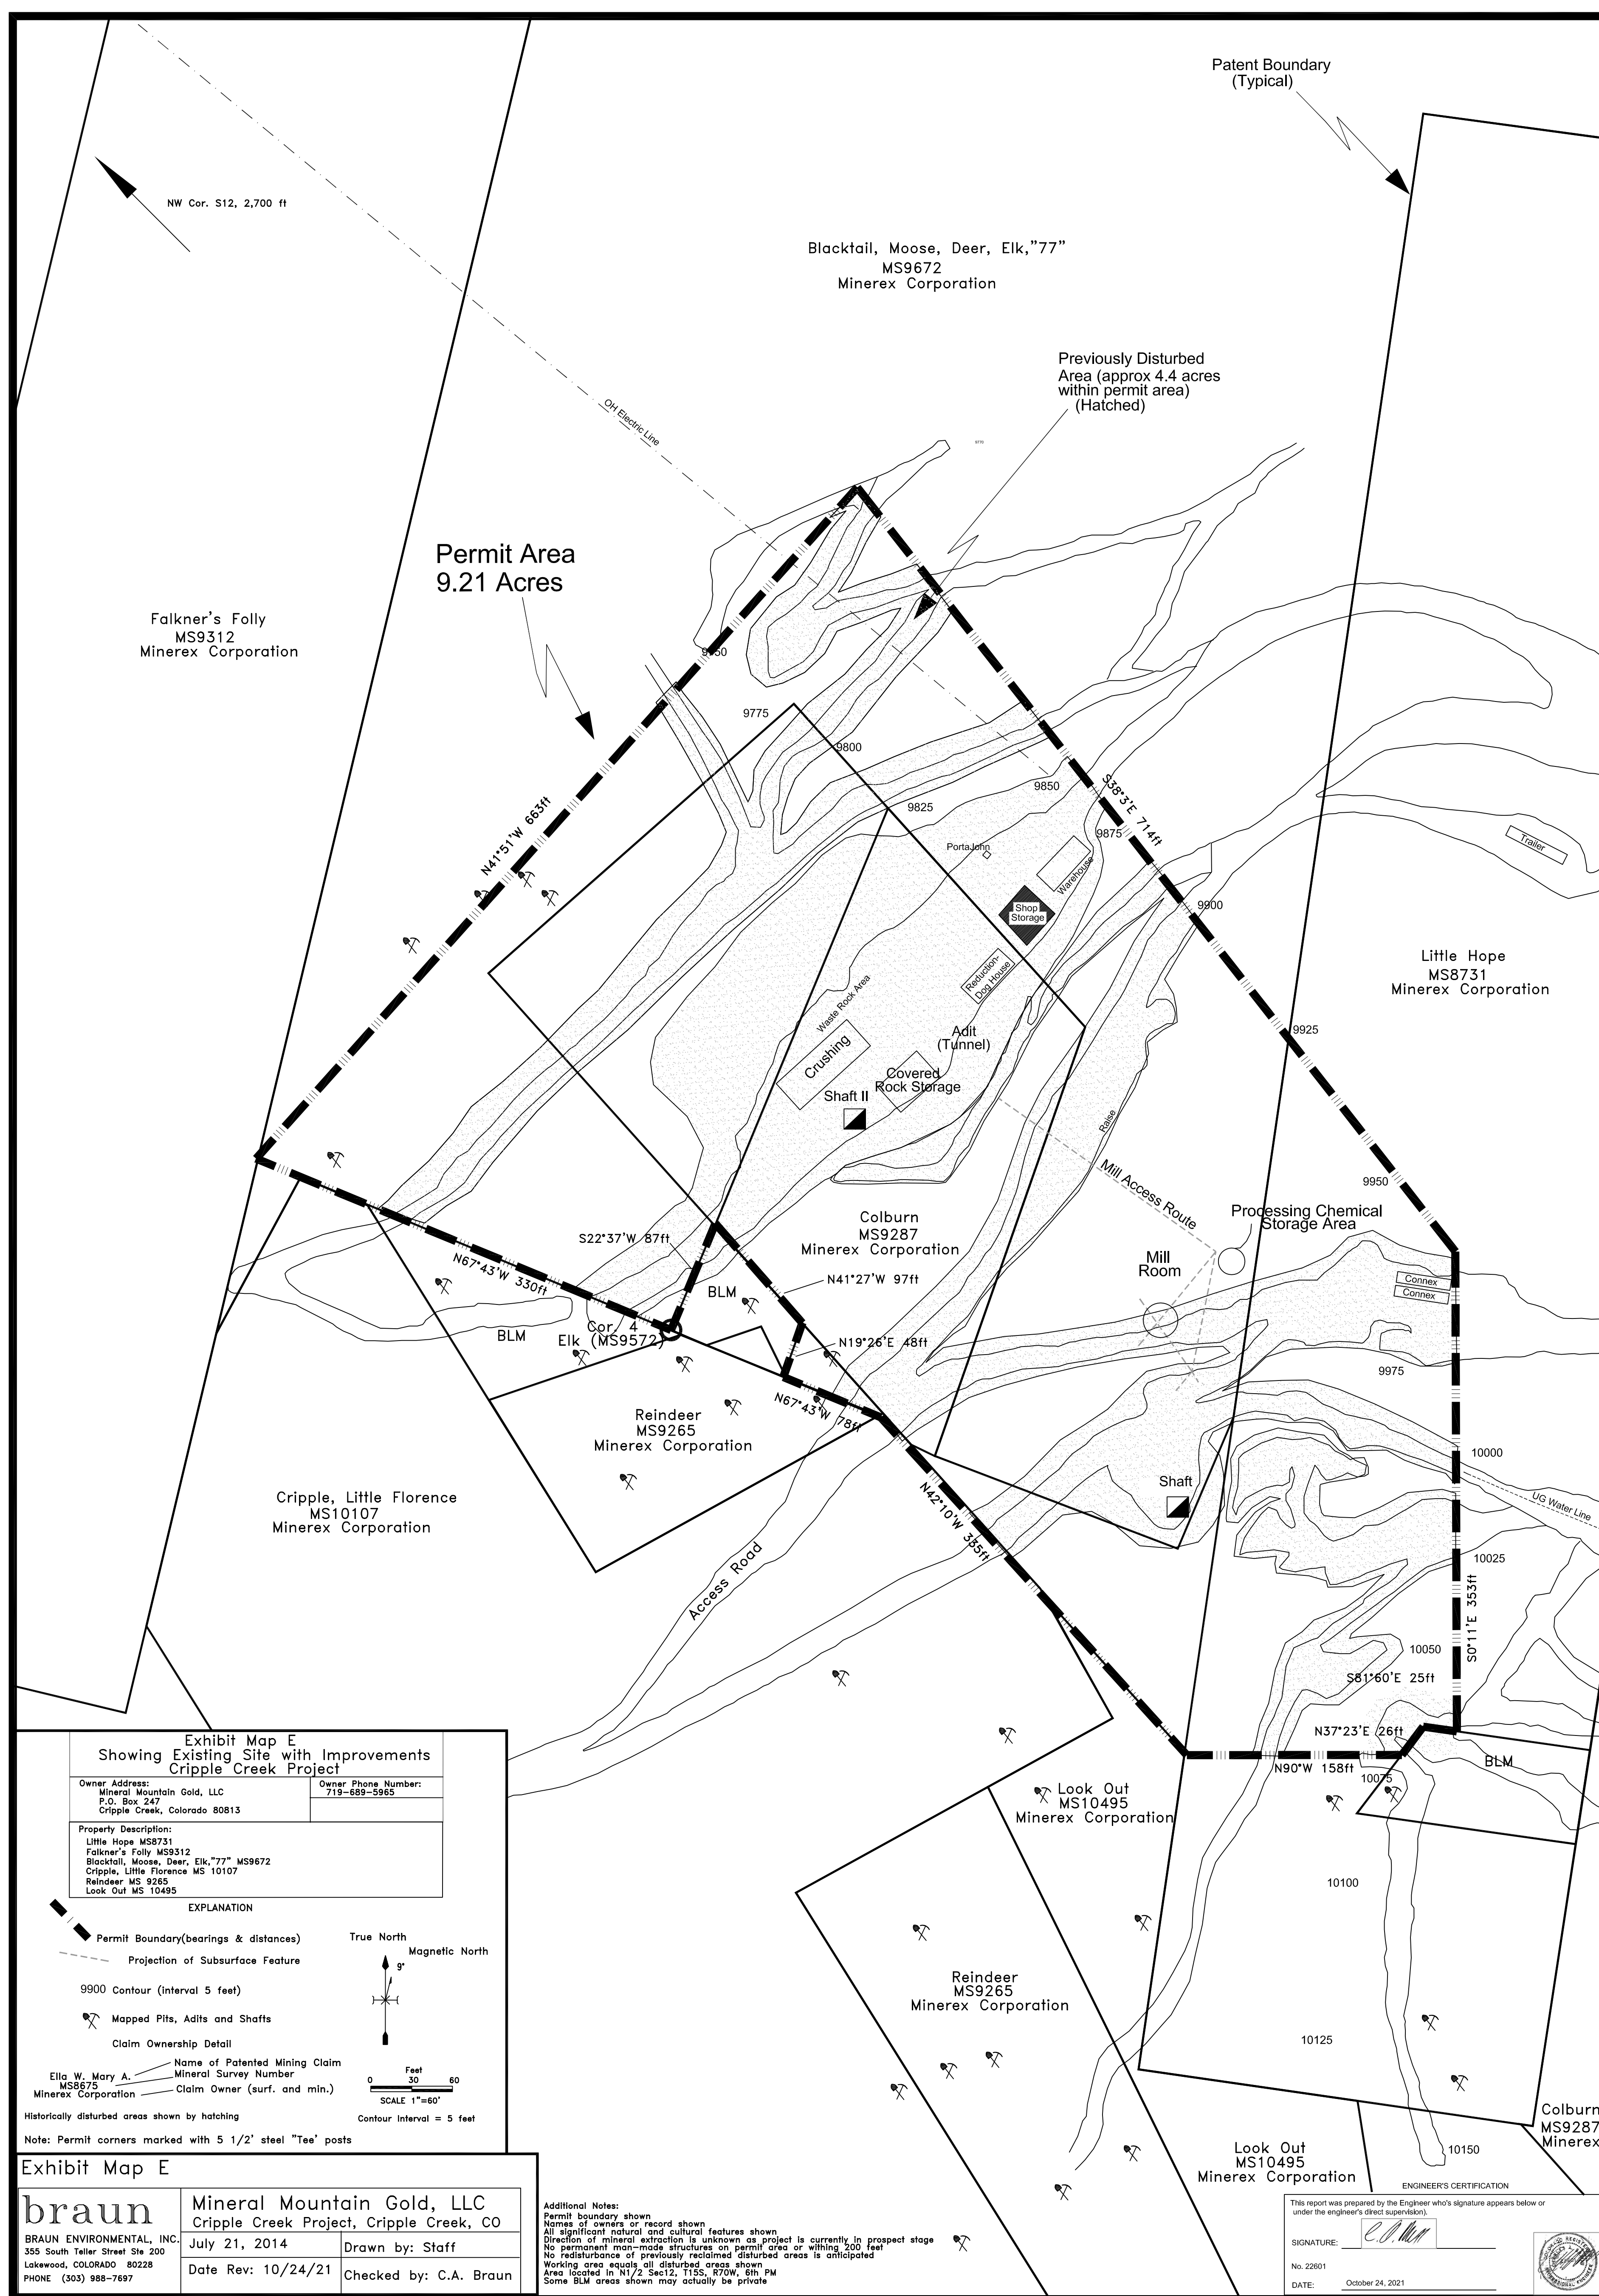 Patent Boundary
(Typical)
NW Cor. S12, 2,700 ft
Blacktail, Moose, Deer, Elk,"77"
MS9672
Minerex Corporation
Previously Disturbed
Area (approx 4.4 acres
within permit area)
(Hatched)
OH Electric Line
9770
Permit Area
9.21 Acres
Falkner's Folly
MS9312
Minerex Corporation
9750
9775
9800
9825
9850
9875
S38°3'E 714ft
N41°51'W 663ft
PortaJohn
Warehouse
Trailer
Shop
Storage
9900
Little Hope
MS8731
Minerex Corporation
Reduction-
Dog House
Waste Rock Area
9925
Adit
(Tunnel)
Crushing
Covered
Rock Storage
Shaft II
Raise
Mill Access Route
9950
Processing Chemical
Storage Area
Colburn
MS9287
Minerex Corporation
S22°37'W 87ft
Mill
Room
N67°43'W 330ft
N41°27'W 97ft
Connex
Connex
BLM
BLM
Cor. 4
Elk (MS9572)
N19°26'E 48ft
9975
N67°43'W 78ft
Reindeer
MS9265
Minerex Corporation
10000
Shaft
UG Water Line
Cripple, Little Florence
MS10107
Minerex Corporation
N42°10'W 335ft
10025
Access Road
S0°11'E 353ft
10050
S81°60'E 25ft
N37°23'E 26ft
BLM
N90°W 158ft
10075
Look Out
MS10495
Minerex Corporation
10100
Reindeer
MS9265
Minerex Corporation
10125
Colburn
MS9287
Minerex
Look Out
MS10495
Minerex Corporation
10150
Exhibit Map E
Showing Existing Site with Improvements
Cripple Creek Project
Owner Address:
Mineral Mountain Gold, LLC
P.O. Box 247
Cripple Creek, Colorado 80813
Owner Phone Number:
719-689-5965
Property Description:
Little Hope MS8731
Falkner's Folly MS9312
Blacktail, Moose, Deer, Elk,"77" MS9672
Cripple, Little Florence MS 10107
Reindeer MS 9265
Look Out MS 10495
EXPLANATION
Permit Boundary(bearings & distances)
Projection of Subsurface Feature
9900 Contour (interval 5 feet)
Mapped Pits, Adits and Shafts
Claim Ownership Detail
Ella W. Mary A.
MS8675
Minerex Corporation
Name of Patented Mining Claim
Mineral Survey Number
Claim Owner (surf. and min.)
True North
Magnetic North
9°
Feet
0 30 60
SCALE 1"=60'
Historically disturbed areas shown by hatching
Contour Interval = 5 feet
Note: Permit corners marked with 5 1/2' steel "Tee' posts
Exhibit Map E
braun
BRAUN ENVIRONMENTAL, INC.
355 South Teller Street Ste 200
Lakewood, COLORADO 80228
PHONE (303) 988-7697
Mineral Mountain Gold, LLC
Cripple Creek Project, Cripple Creek, CO
July 21, 2014
Drawn by: Staff
Date Rev: 10/24/21
Checked by: C.A. Braun
Additional Notes:
Permit boundary shown
Names of owners or record shown
All significant natural and cultural features shown
Direction of mineral extraction is unknown as project is currently in prospect stage
No permanent man-made structures on permit area or withing 200 feet
No redisturbance of previously reclaimed disturbed areas is anticipated
Working area equals all disturbed areas shown
Area located in N1/2 Sec12, T15S, R70W, 6th PM
Some BLM areas shown may actually be private
ENGINEER'S CERTIFICATION
This report was prepared by the Engineer who's signature appears below or
under the engineer's direct supervision).
SIGNATURE:
No. 22601
DATE: October 24, 2021